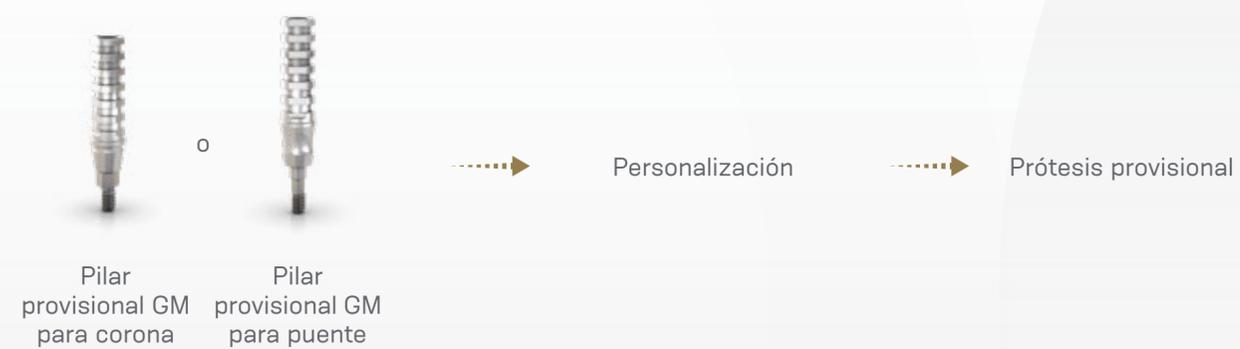 o
Personalización
Prótesis provisional
Pilar
provisional GM
para corona
Pilar
provisional GM
para puente